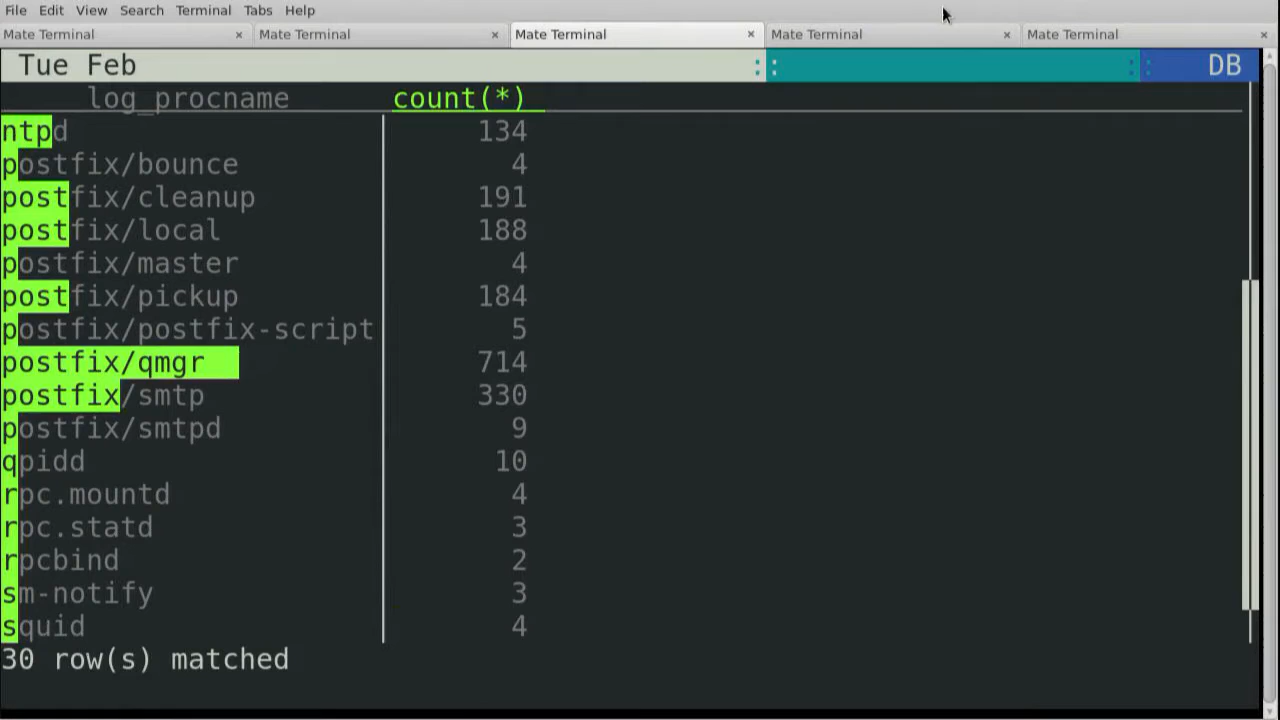 File Edit View Search Terminal Tabs Help
Mate Terminal × Mate Terminal × Mate Terminal × Mate Terminal × Mate Terminal ×
Tue Feb : : : : DB
log_procname count(*)
ntpd 134
postfix/bounce 4
postfix/cleanup 191
postfix/local 188
postfix/master 4
postfix/pickup 184
postfix/postfix-script 5
postfix/qmgr 714
postfix/smtp 330
postfix/smtpd 9
qpidd 10
rpc.mountd 4
rpc.statd 3
rpcbind 2
sm-notify 3
squid 4
30 row(s) matched